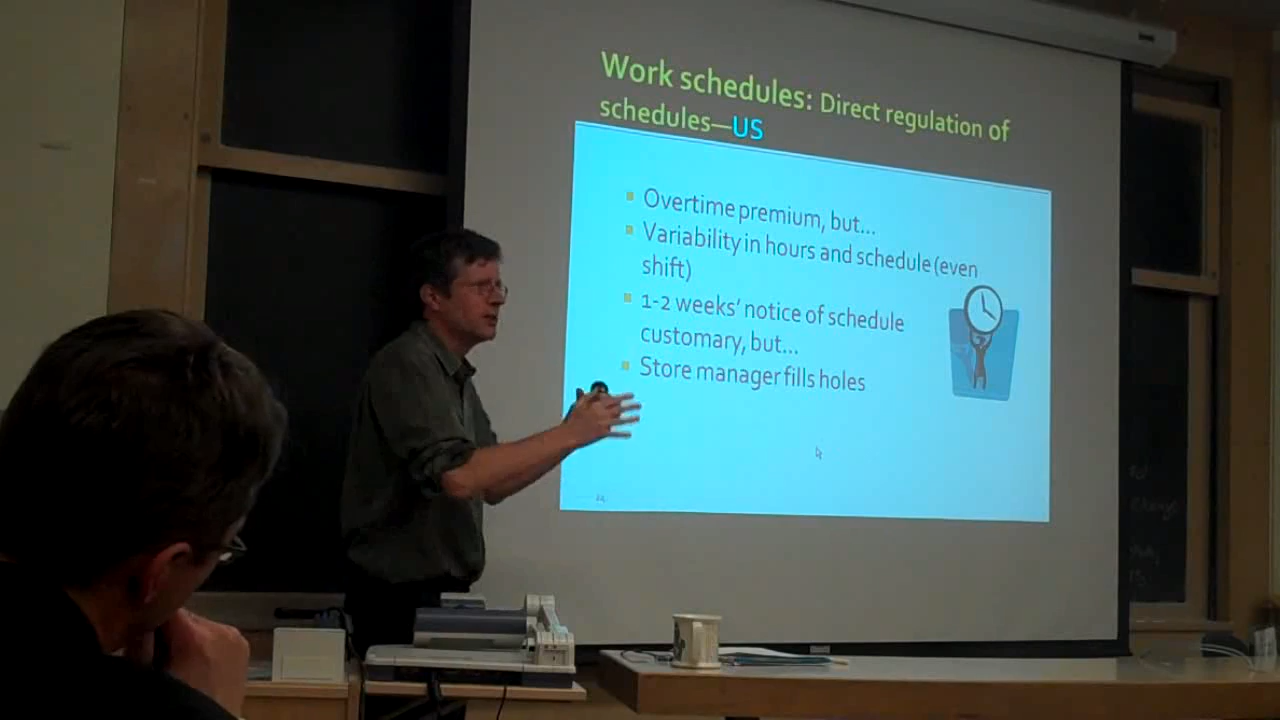 Work schedules: Direct regulation of
schedules—US
Overtime premium, but...
Variability in hours and schedule (even
shift)
1-2 weeks' notice of schedule
customary, but...
Store manager fills holes